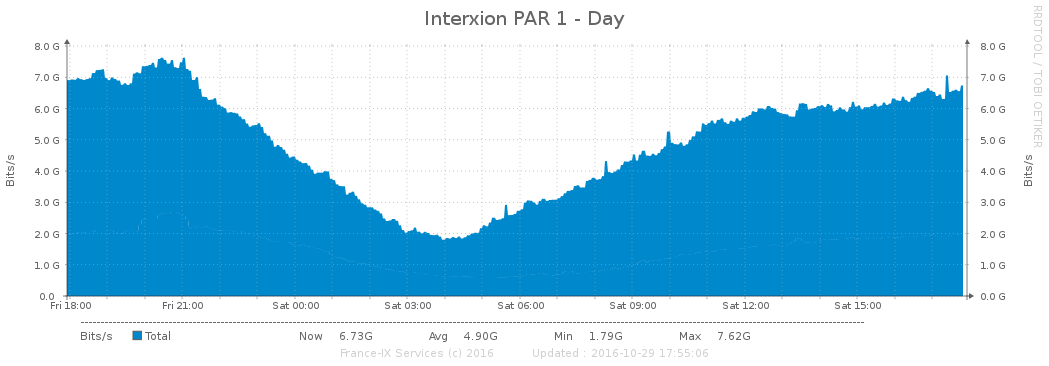 Interxion PAR 1 - Day
RRDTOOL / TOBI OETIKER
8.0 G 8.0 G
7.0 G 7.0 G
6.0 G 6.0 G
5.0 G 5.0 G
4.0 G 4.0 G
3.0 G 3.0 G
2.0 G 2.0 G
1.0 G 1.0 G
0.0 0.0 G
Bits/s
Bits/s
Fri 18:00 Fri 21:00 Sat 00:00 Sat 03:00 Sat 06:00 Sat 09:00 Sat 12:00 Sat 15:00
Bits/s Total Now 6.73G Avg 4.90G Min 1.79G Max 7.62G
France-IX Services (c) 2016 Updated : 2016-10-29 17:55:06